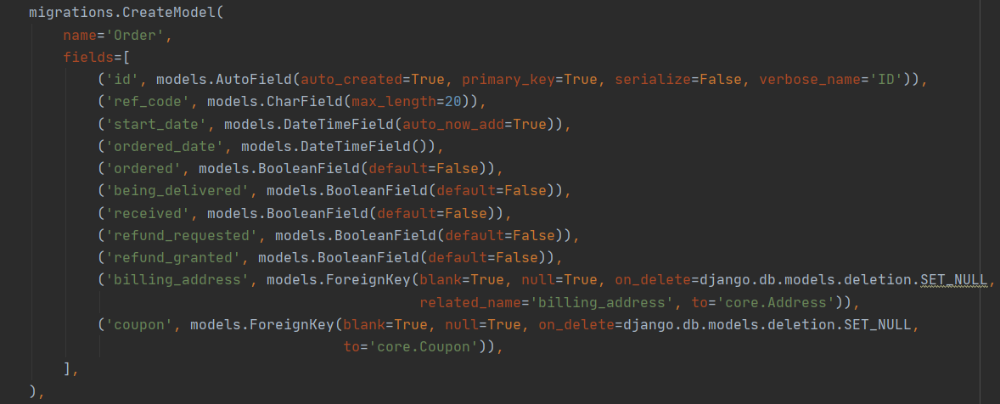 migrations.CreateModel(
    name='Order',
    fields=[
        ('id', models.AutoField(auto_created=True, primary_key=True, serialize=False, verbose_name='ID')),
        ('ref_code', models.CharField(max_length=20)),
        ('start_date', models.DateTimeField(auto_now_add=True)),
        ('ordered_date', models.DateTimeField()),
        ('ordered', models.BooleanField(default=False)),
        ('being_delivered', models.BooleanField(default=False)),
        ('received', models.BooleanField(default=False)),
        ('refund_requested', models.BooleanField(default=False)),
        ('refund_granted', models.BooleanField(default=False)),
        ('billing_address', models.ForeignKey(blank=True, null=True, on_delete=django.db.models.deletion.SET_NULL,
                                              related_name='billing_address', to='core.Address')),
        ('coupon', models.ForeignKey(blank=True, null=True, on_delete=django.db.models.deletion.SET_NULL,
                                     to='core.Coupon')),
    ],
),